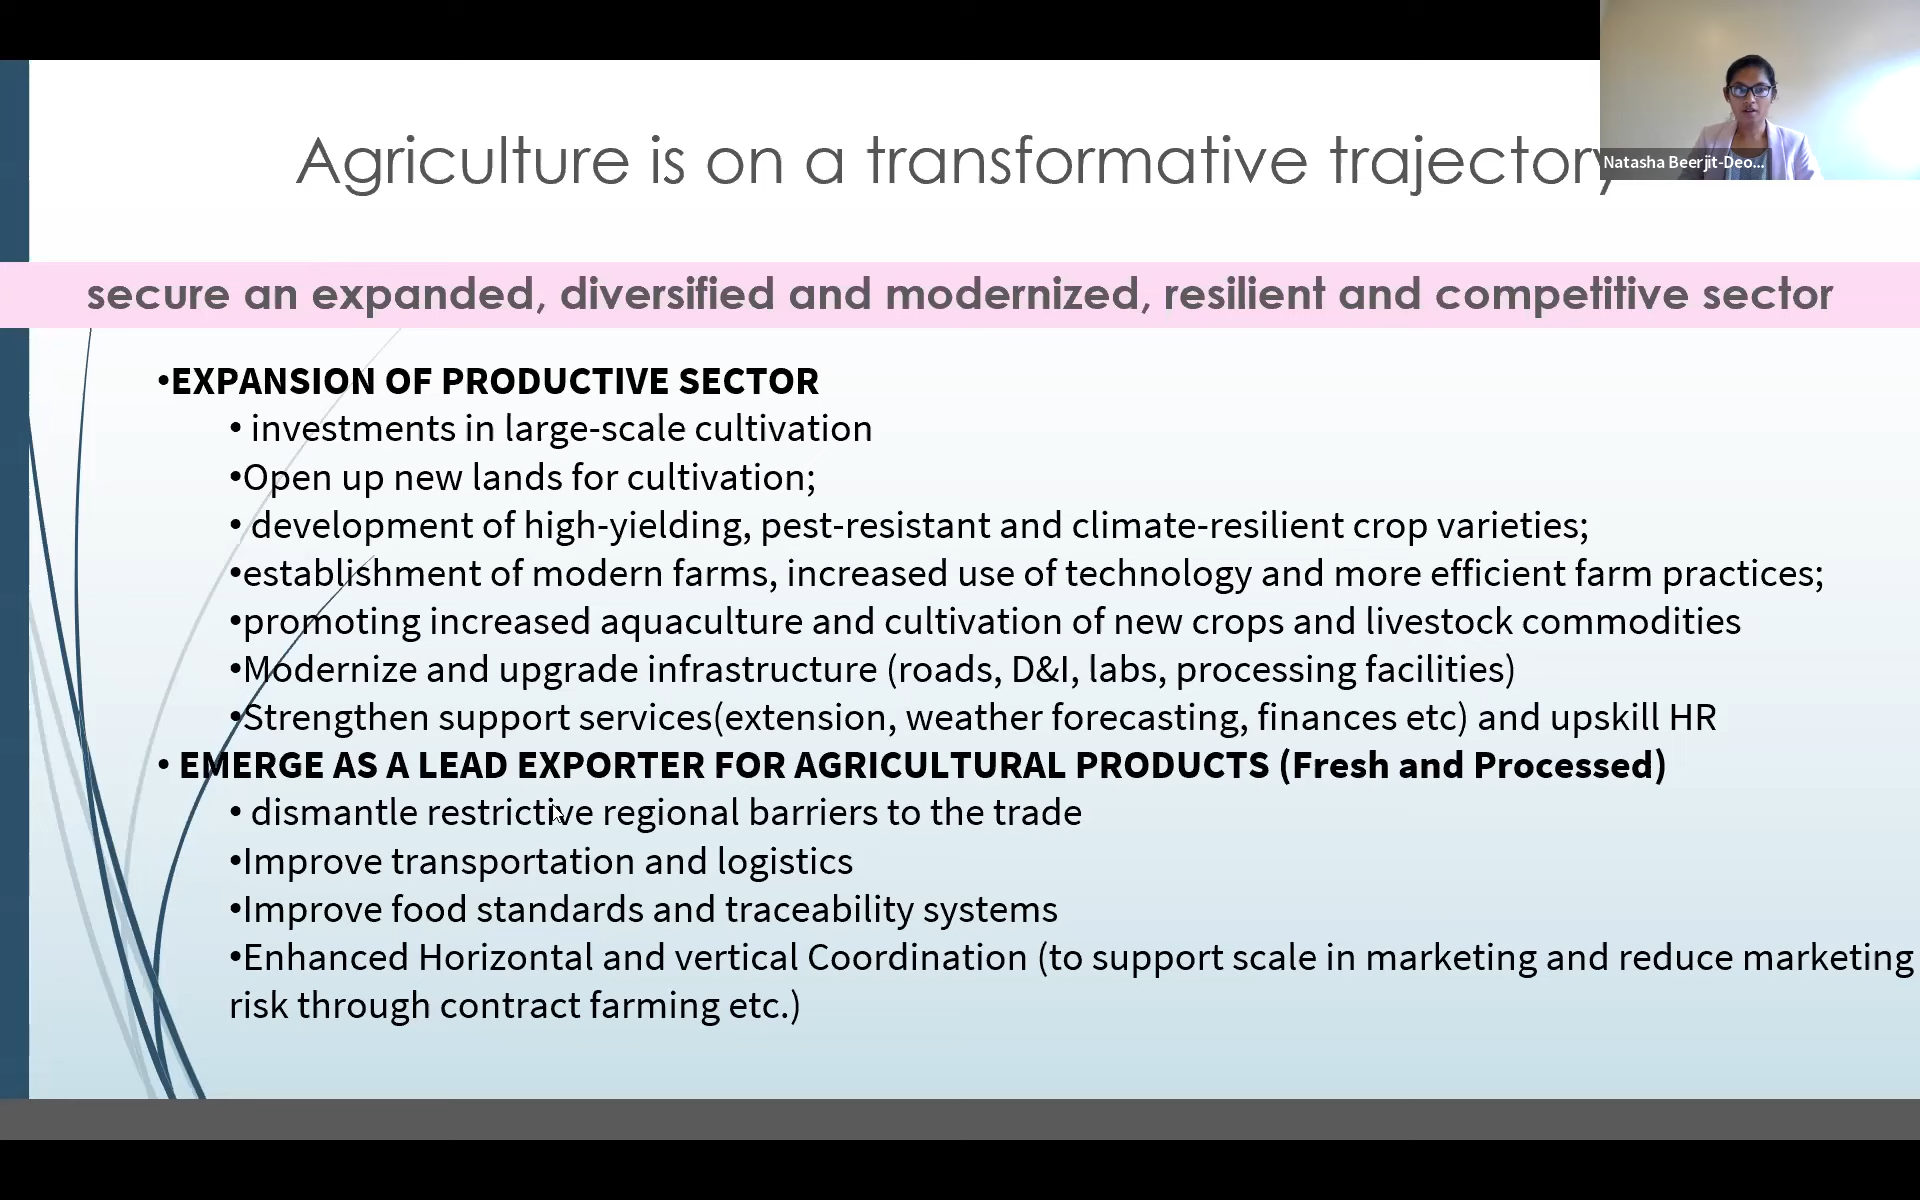 Agriculture is on a transformative trajectory
Natasha Beerjit-Deo...
secure an expanded, diversified and modernized, resilient and competitive sector
•EXPANSION OF PRODUCTIVE SECTOR
• investments in large-scale cultivation
•Open up new lands for cultivation;
• development of high-yielding, pest-resistant and climate-resilient crop varieties;
•establishment of modern farms, increased use of technology and more efficient farm practices;
•promoting increased aquaculture and cultivation of new crops and livestock commodities
•Modernize and upgrade infrastructure (roads, D&I, labs, processing facilities)
•Strengthen support services(extension, weather forecasting, finances etc) and upskill HR
• EMERGE AS A LEAD EXPORTER FOR AGRICULTURAL PRODUCTS (Fresh and Processed)
• dismantle restrictive regional barriers to the trade
•Improve transportation and logistics
•Improve food standards and traceability systems
•Enhanced Horizontal and vertical Coordination (to support scale in marketing and reduce marketing
risk through contract farming etc.)